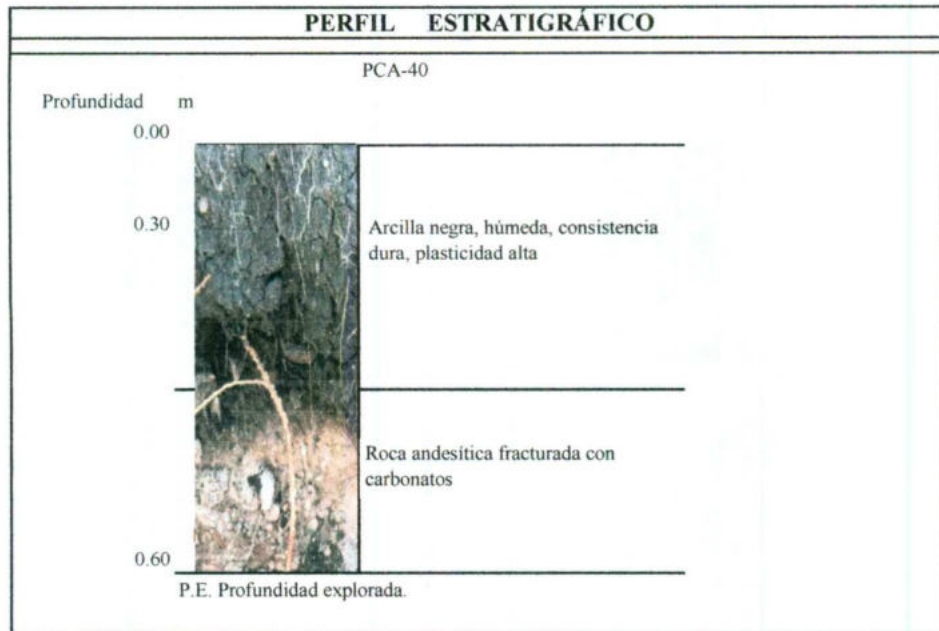 PERFIL ESTRATIGRÁFICO
PCA-40
Profundidad m
0.00
0.30
Arcilla negra, húmeda, consistencia
dura, plasticidad alta
Roca andesítica fracturada con
carbonatos
0.60
P.E. Profundidad explorada.